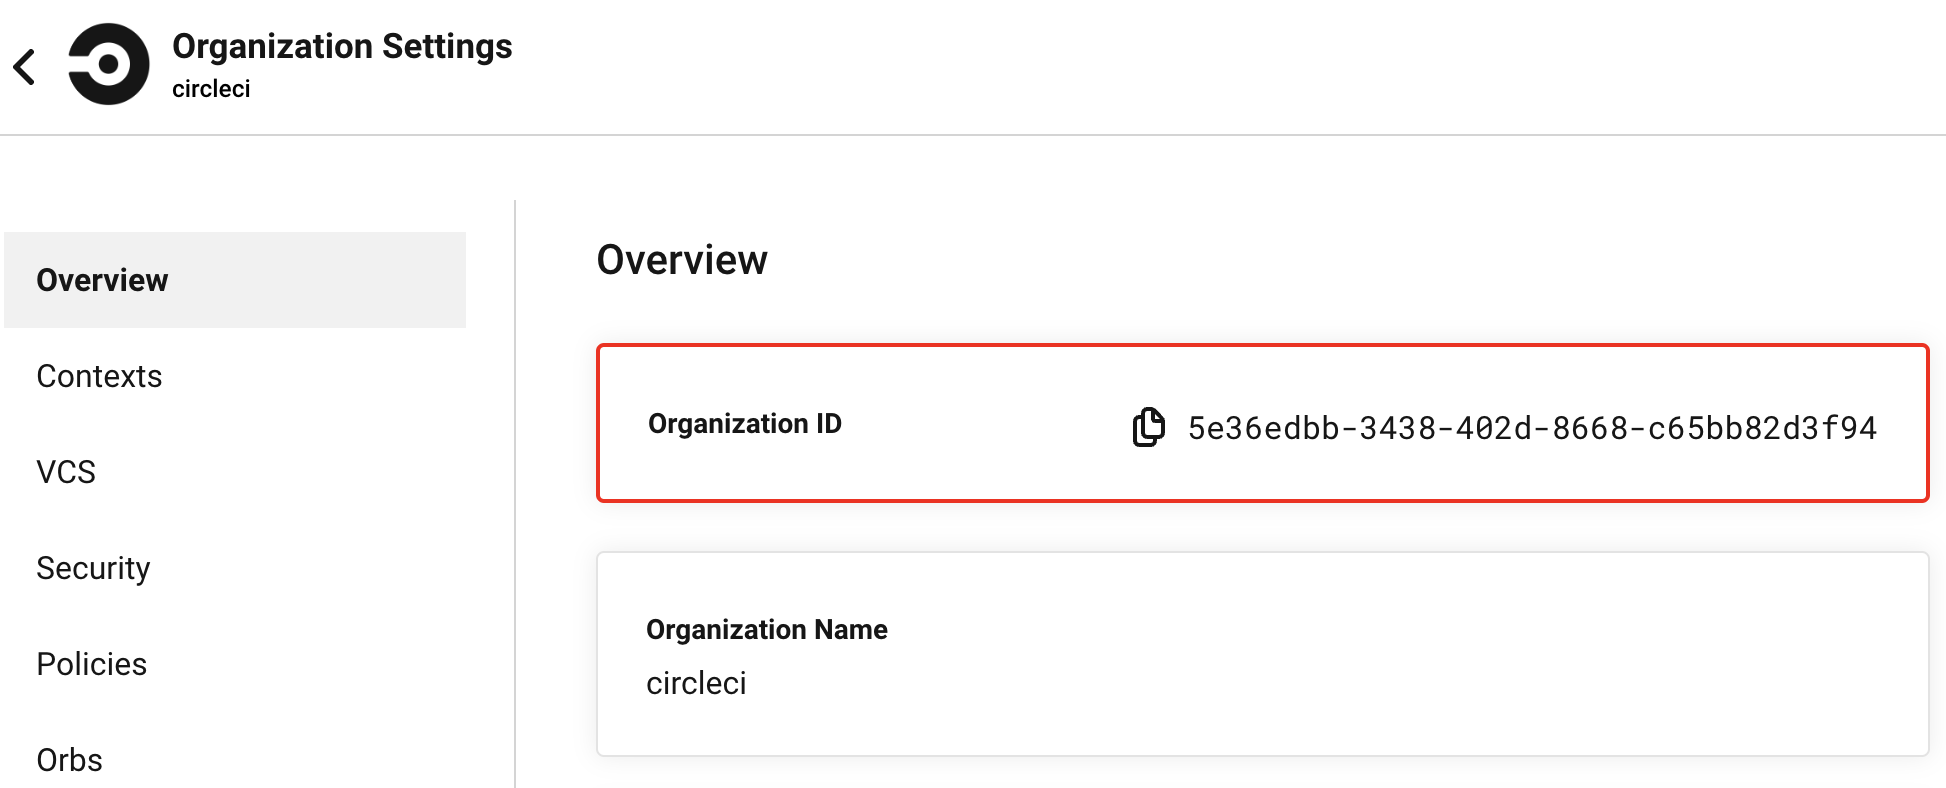 Organization Settings
circleci
Overview
Contexts
VCS
Security
Policies
Orbs
Overview
Organization ID
5e36edbb-3438-402d-8668-c65bb82d3f94
Organization Name
circleci